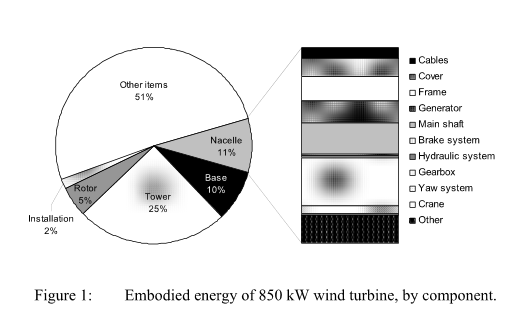 Other items
51%
Nacelle
11%
Base
10%
Tower
25%
Rotor
5%
Installation
2%
Cables
Cover
Frame
Generator
Main shaft
Brake system
Hydraulic system
Gearbox
Yaw system
Crane
Other
Figure 1: Embodied energy of 850 kW wind turbine, by component.